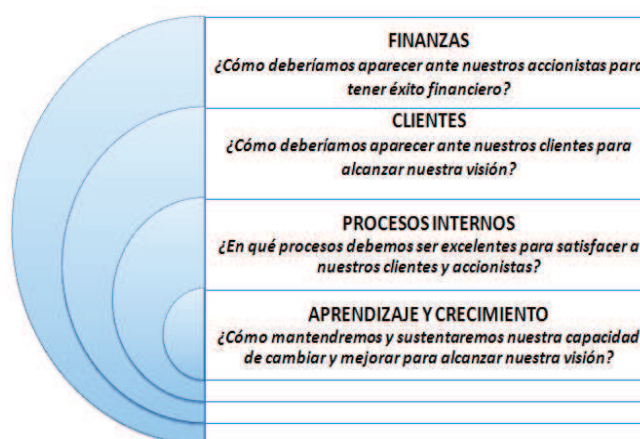 FINANZAS
¿Cómo deberíamos aparecer ante nuestros accionistas para
tener éxito financiero?
CLIENTES
¿Cómo deberíamos aparecer ante nuestros clientes para
alcanzar nuestra visión?
PROCESOS INTERNOS
¿En qué procesos debemos ser excelentes para satisfacer a
nuestros clientes y accionistas?
APRENDIZAJE Y CRECIMIENTO
¿Cómo mantendremos y sustentaremos nuestra capacidad
de cambiar y mejorar para alcanzar nuestra visión?